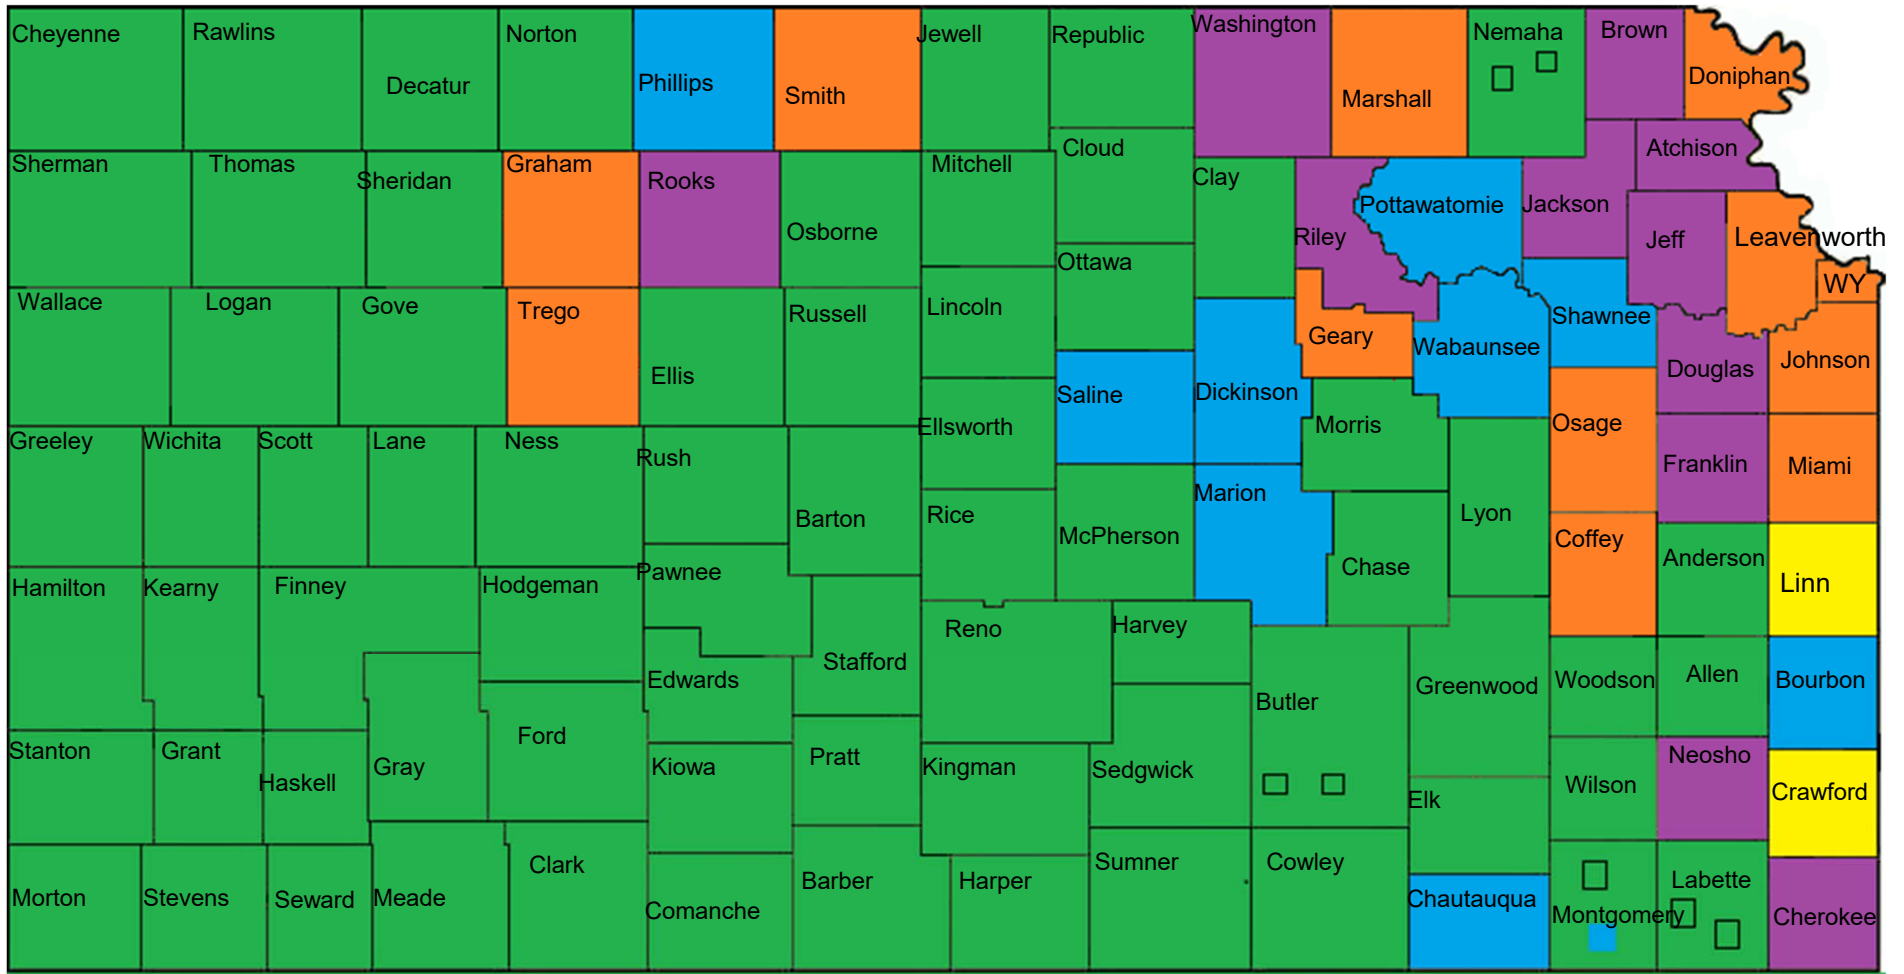 Cheyenne
Rawlins
Decatur
Norton
Phillips
Smith
Jewell
Republic
Washington
Marshall
Nemaha
Brown
Doniphan
Sherman
Thomas
Sheridan
Graham
Rooks
Osborne
Mitchell
Cloud
Clay
Riley
Pottawatomie
Jackson
Atchison
Jeff
Leavenworth
WY
Wallace
Logan
Gove
Trego
Ellis
Russell
Lincoln
Ottawa
Saline
Dickinson
Geary
Wabaunsee
Shawnee
Douglas
Johnson
Greeley
Wichita
Scott
Lane
Ness
Rush
Barton
Ellsworth
Rice
McPherson
Marion
Morris
Chase
Lyon
Osage
Coffey
Franklin
Miami
Anderson
Linn
Hamilton
Kearny
Finney
Hodgeman
Pawnee
Edwards
Stafford
Reno
Harvey
Butler
Greenwood
Woodson
Allen
Bourbon
Stanton
Grant
Haskell
Gray
Ford
Kiowa
Pratt
Kingman
Sedgwick
Elk
Wilson
Neosho
Crawford
Morton
Stevens
Seward
Meade
Clark
Comanche
Barber
Harper
Sumner
Cowley
Chautauqua
Montgomery
Labette
Cherokee